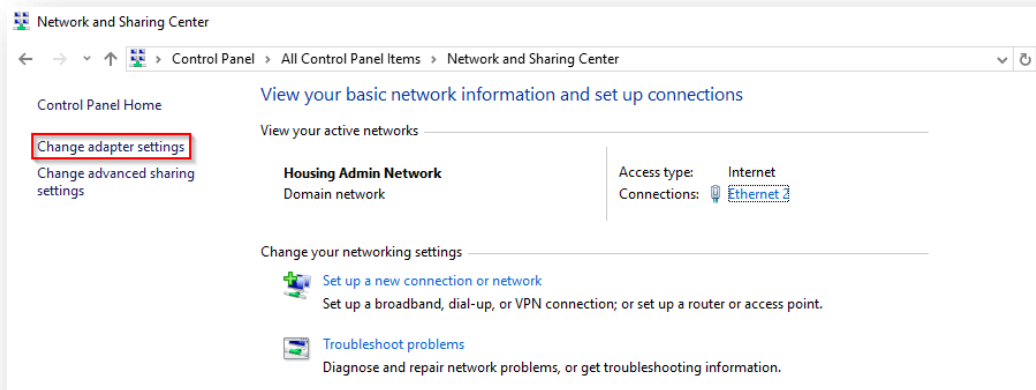 Network and Sharing Center
Control Panel > All Control Panel Items > Network and Sharing Center
Control Panel Home
Change adapter settings
Change advanced sharing
settings
View your basic network information and set up connections
View your active networks
Housing Admin Network
Domain network
Access type: Internet
Connections: Ethernet 2
Change your networking settings
Set up a new connection or network
Set up a broadband, dial-up, or VPN connection; or set up a router or access point.
Troubleshoot problems
Diagnose and repair network problems, or get troubleshooting information.